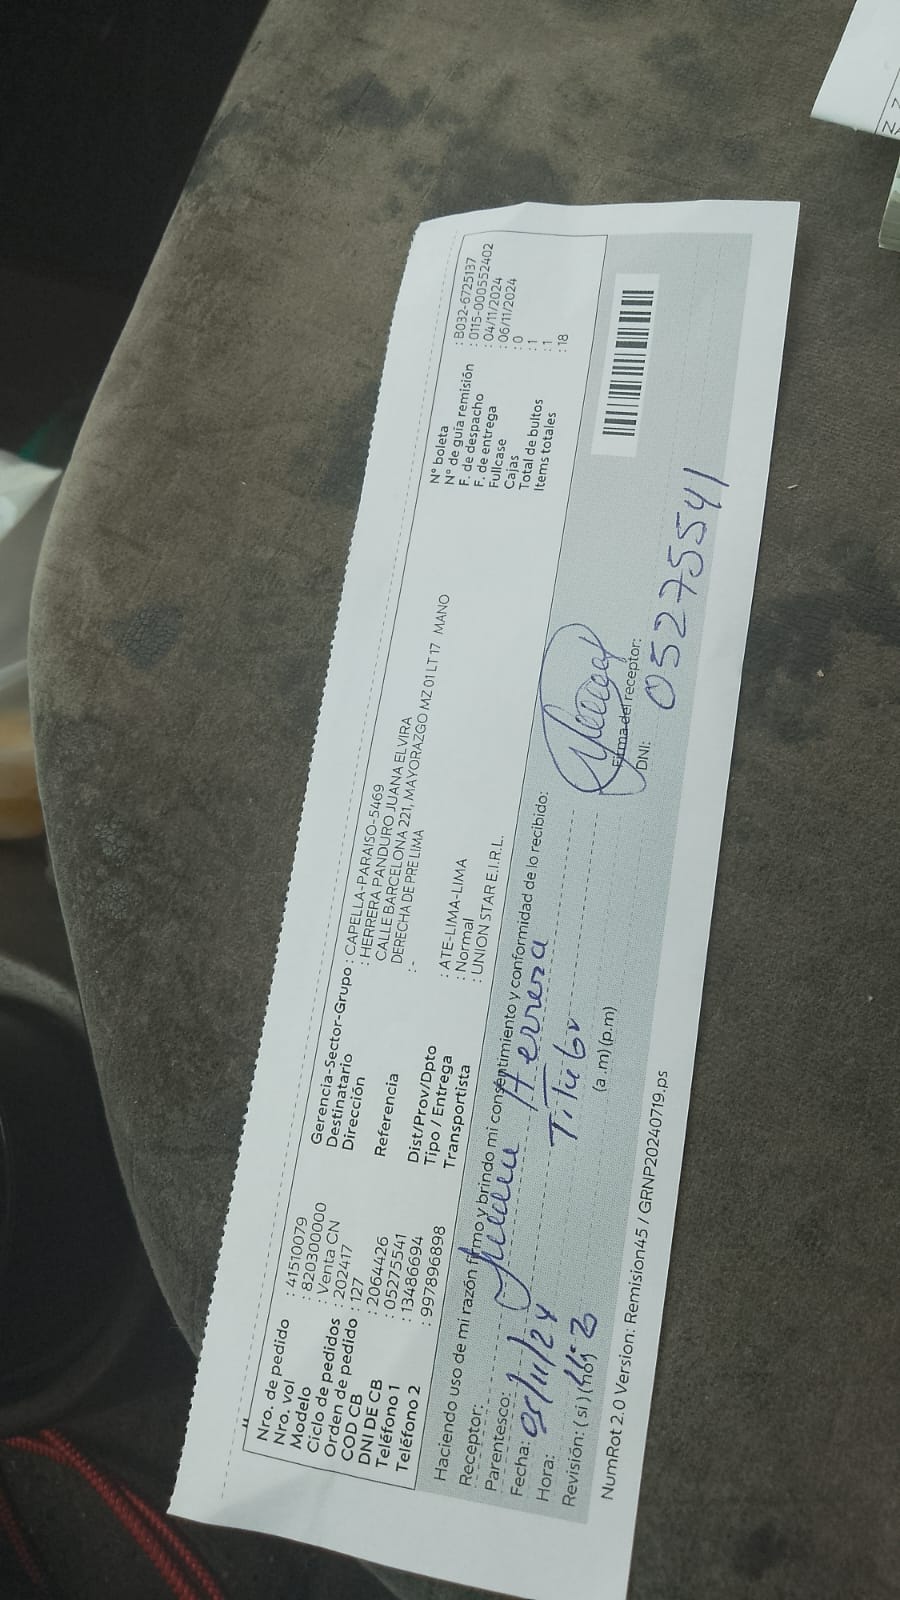 Nro. de pedido : 41510079
Nro. vol : 820300000
Modelo : Venta CN
Ciclo de pedidos : 202417
Orden de pedido : 127
COD CB : 2064426
DNI DE CB : 05275541
Teléfono 1 : 13486694
Teléfono 2 : 997896898
Gerencia-Sector-Grupo : CAPELLA-PARAISO-5469
Destinatario : HERRERA PANDURO JUANA ELVIRA
Dirección CALLE BARCELONA 221, MAYORAZGO MZ 01 LT 17 MANO
DERECHA DE PRE LIMA
Referencia :-
Dist/Prov/Dpto : ATE-LIMA-LIMA
Tipo / Entrega : Normal
Transportista : UNION STAR E.I.R.L.
N° boleta : B032-6725137
N° de guía remisión : 0115-000552402
F. de despacho : 04/11/2024
F. de entrega : 06/11/2024
Fullcase : 0
Cajas : 1
Total de bultos : 1
Items totales : 18
Haciendo uso de mi razón firmo y brindo mi consentimiento y conformidad de lo recibido:
Receptor: Juana Herrera
Parentesco: Titular
Fecha: 05/11/24
Hora:
(a .m)(p.m)
Revisión: ( si ) (no)
Firma del receptor:
DNI: 05275541
NumRot 2.0 Version: Remision45 / GRNP20240719.ps